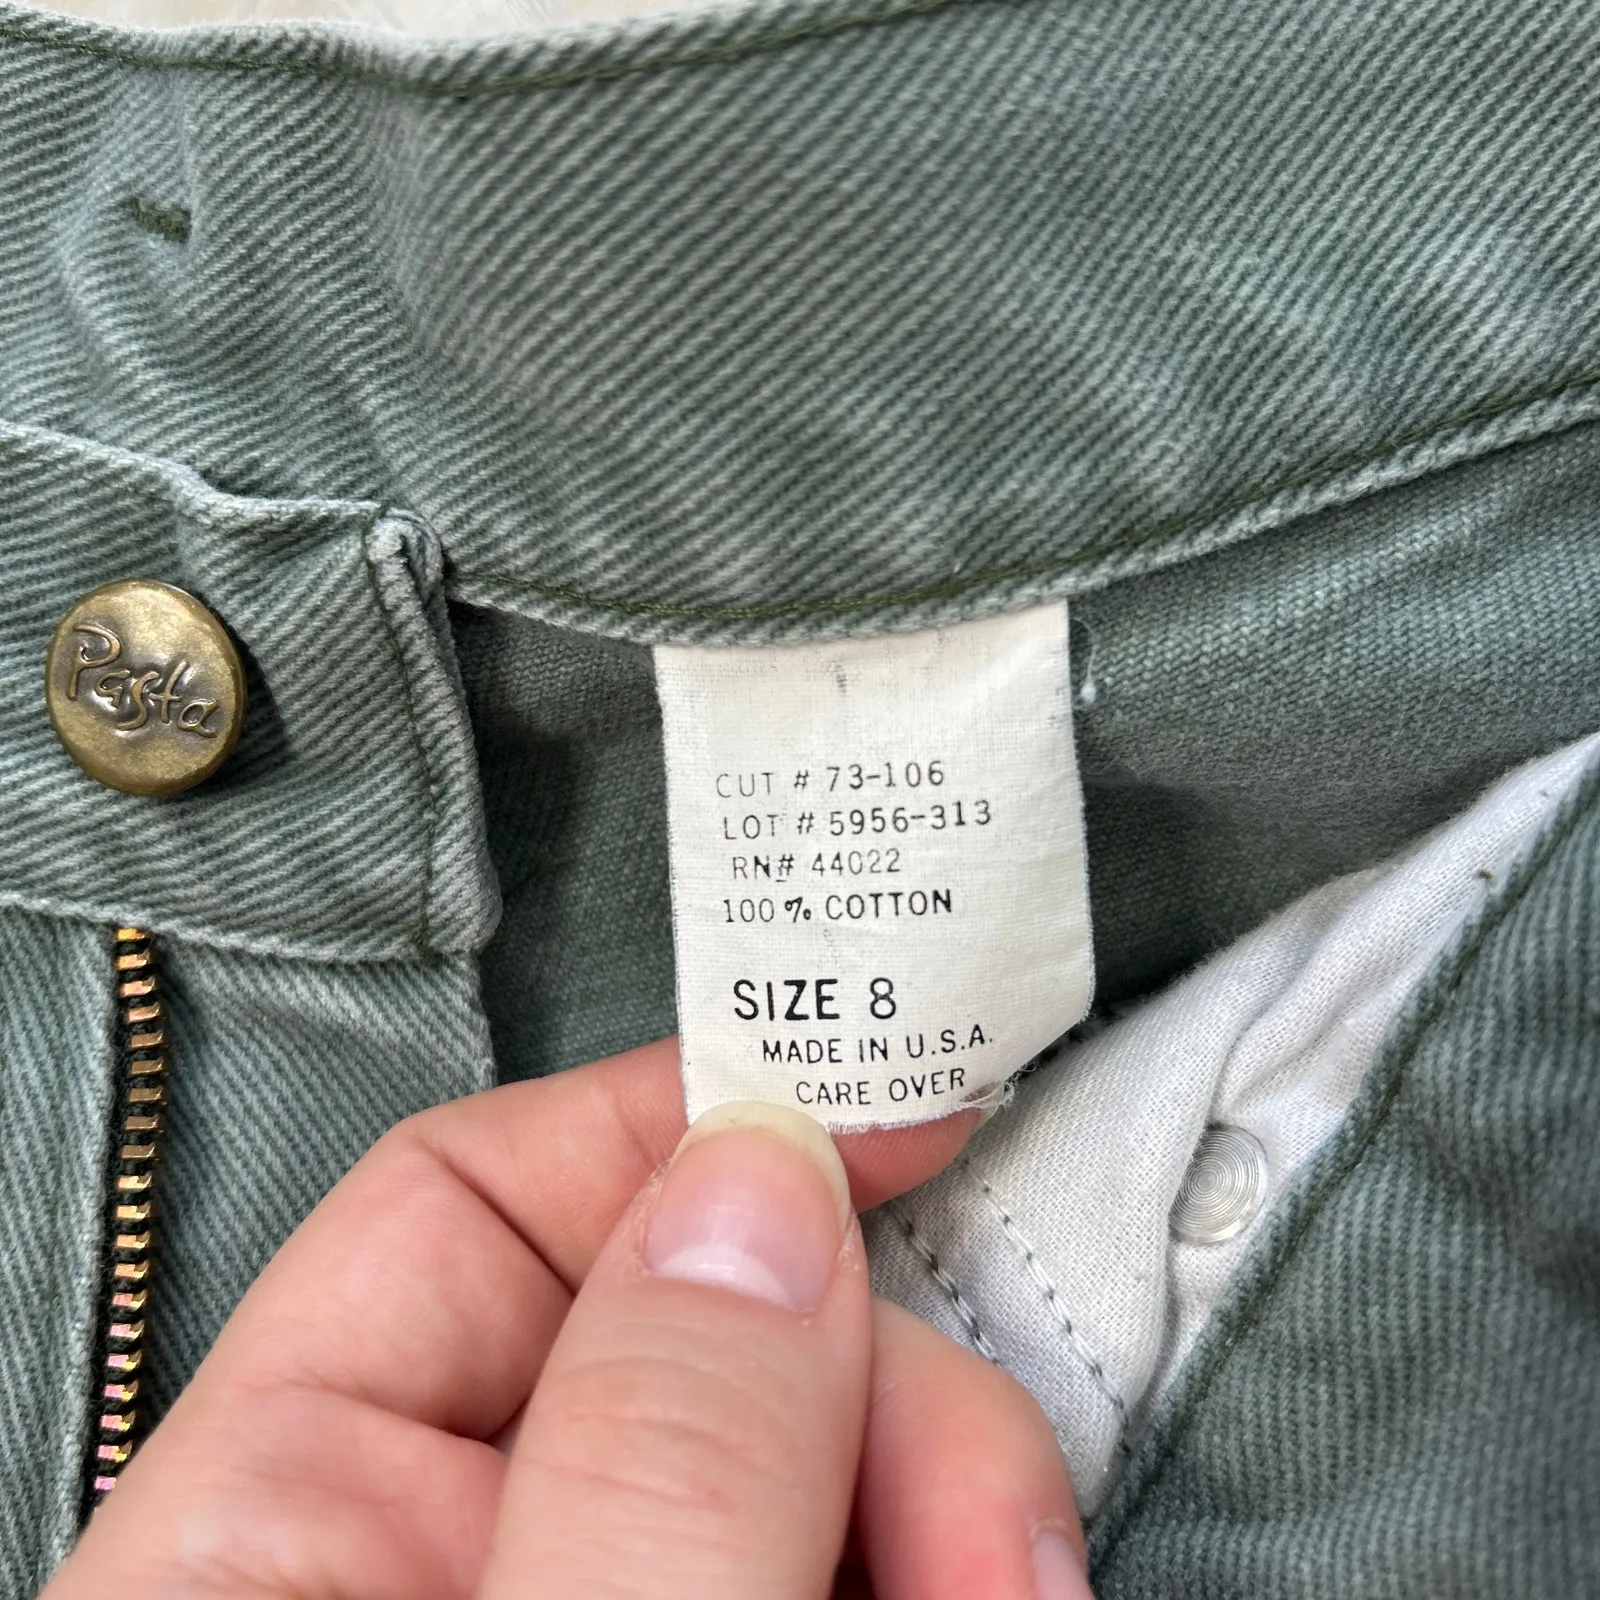 Pasta
CUT # 73-106
LOT # 5956-313
RN# 44022
100% COTTON
SIZE 8
MADE IN U.S.A.
CARE OVER